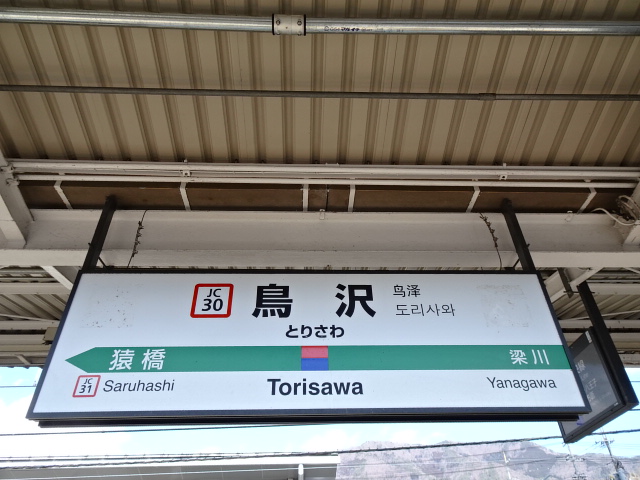 JC
30
鳥沢
鸟泽
도리사와
とりさわ
猿橋
梁川
JC
31
Saruhashi
Torisawa
Yanagawa